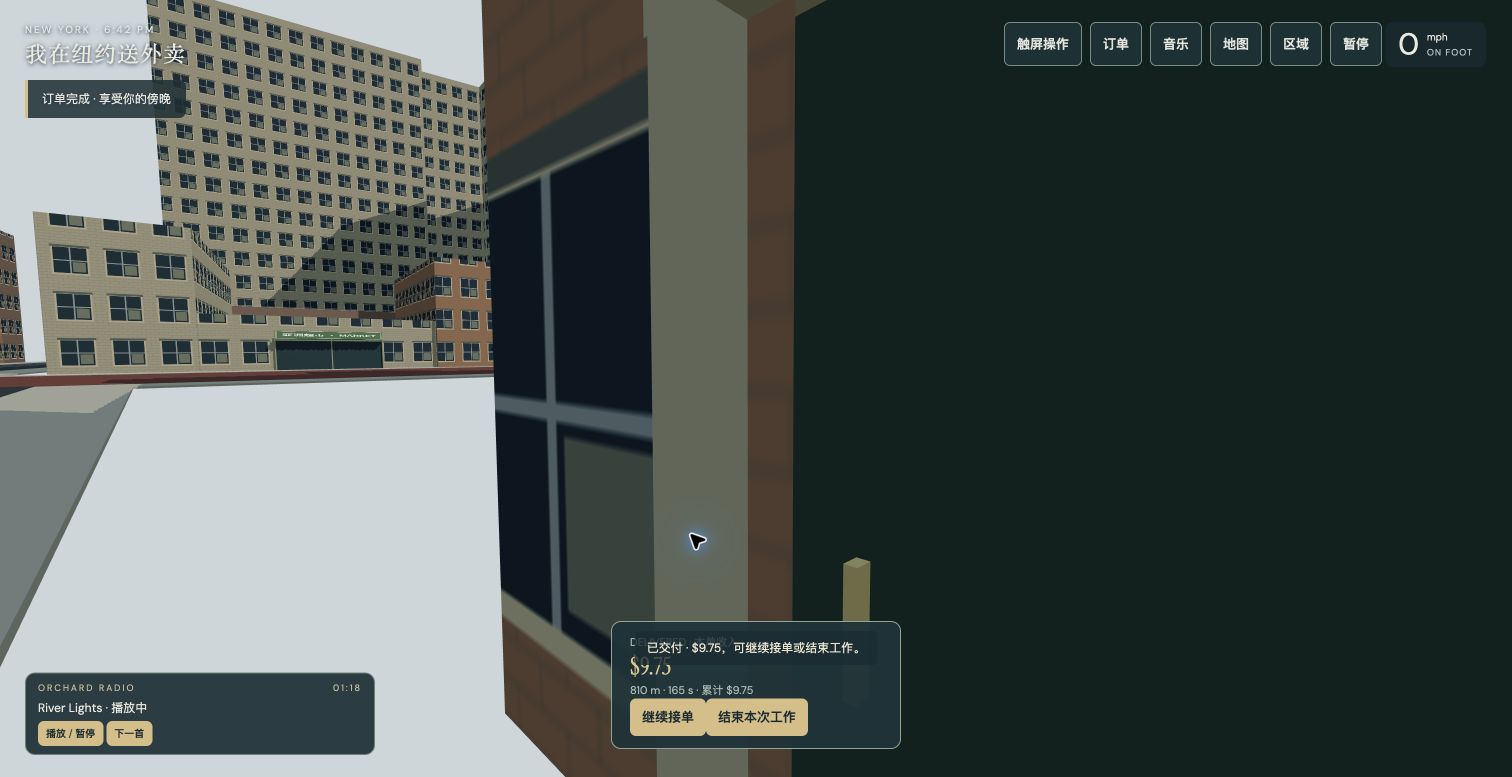 NEW YORK · 6:42 PM
我在纽约送外卖
订单完成 · 享受你的傍晚
触屏操作
订单
音乐
地图
区域
暂停
0 mph
ON FOOT
MARKET
已交付 · $9.75，可继续接单或结束工作。
$9.75
810 m · 165 s · 累计 $9.75
继续接单
结束本次工作
ORCHARD RADIO
01:18
River Lights · 播放中
播放 / 暂停
下一首